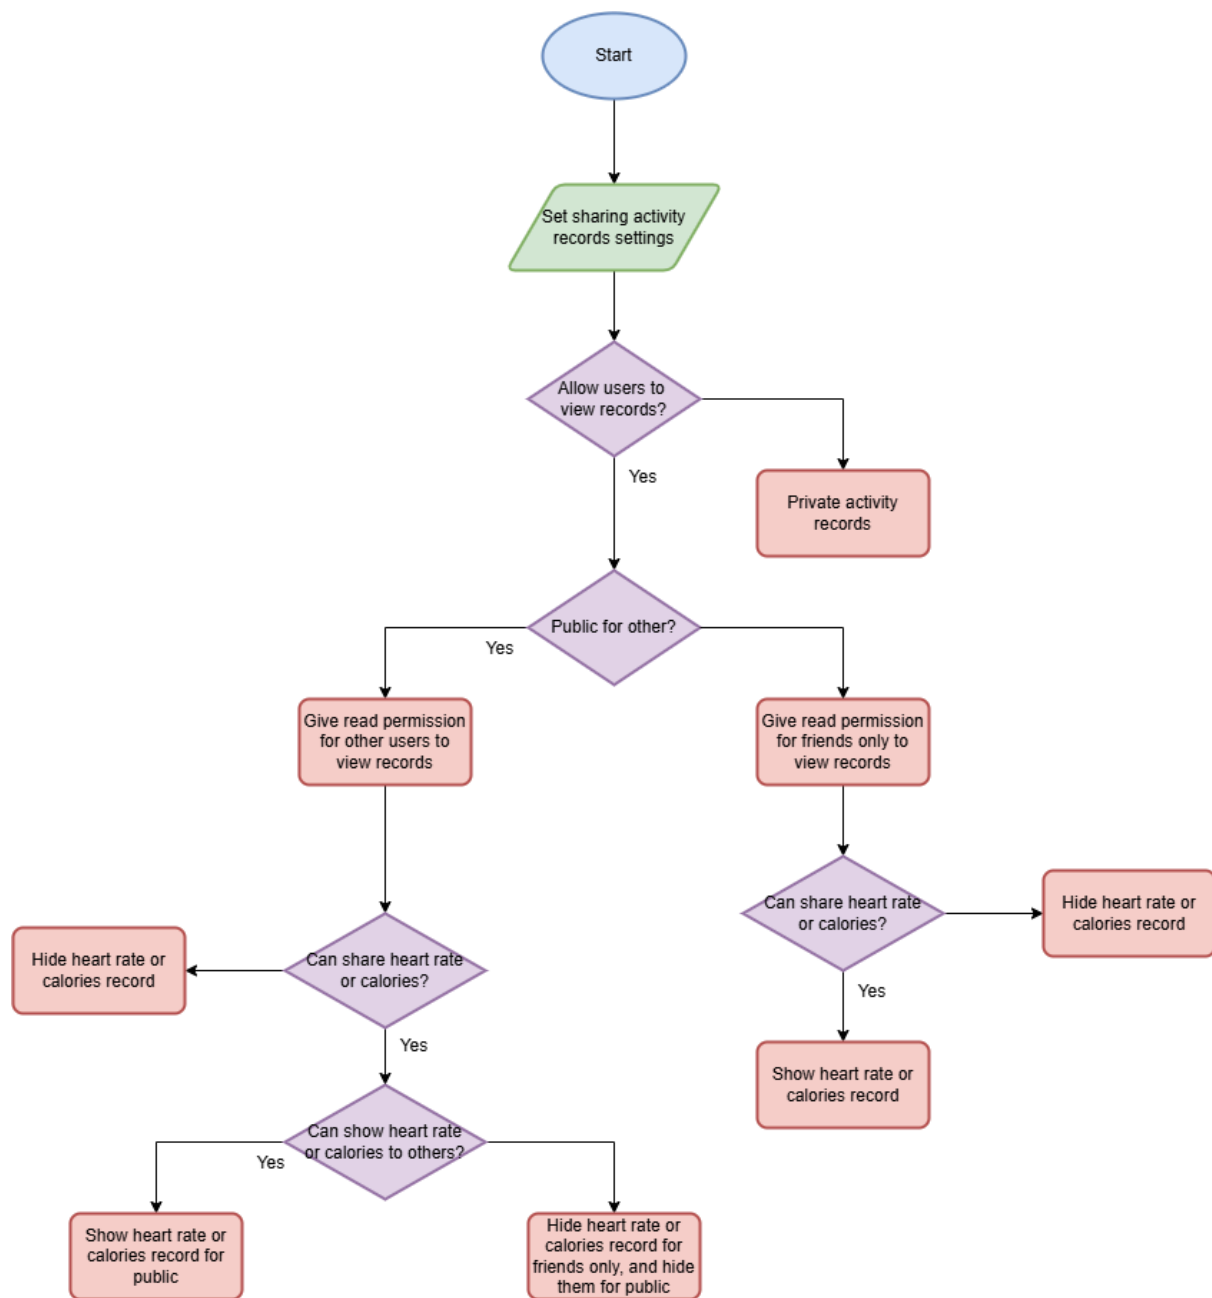 Start
Set sharing activity
records settings
Allow users to
view records?
Yes
Private activity
records
Public for other?
Yes
Give read permission
for other users to
view records
Give read permission
for friends only to
view records
Can share heart rate
or calories?
Hide heart rate or
calories record
Hide heart rate or
calories record
Can share heart rate
or calories?
Yes
Yes
Show heart rate or
calories record
Can show heart rate
or calories to others?
Yes
Show heart rate or
calories record for
public
Hide heart rate or
calories record for
friends only, and hide
them for public